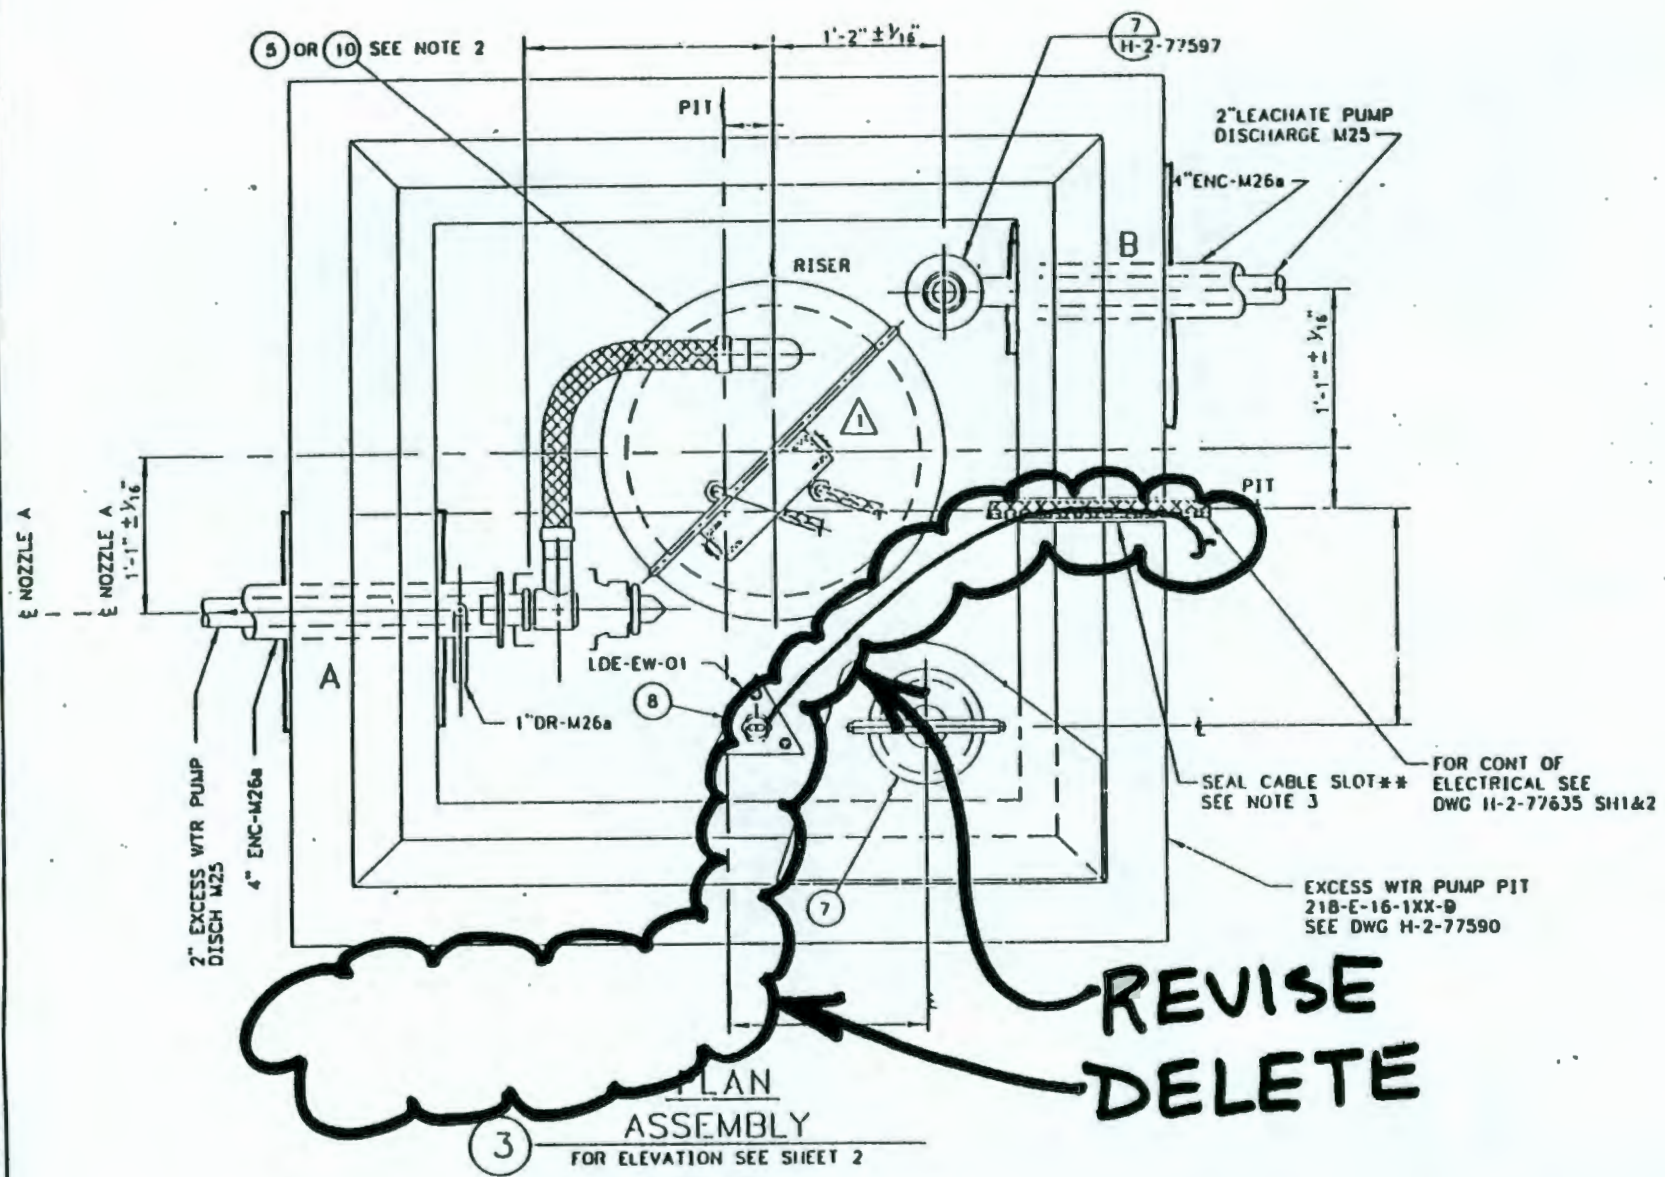 5 OR 10 SEE NOTE 2
1'-2" ± 1/16"
7
H-2-77597
PIT
2"LEACHATE PUMP
DISCHARGE M25
4"ENC-M26a
B
RISER
1'-1" ± 1/16"
1
PIT
℄ NOZZLE A
℄ NOZZLE A
1'-1" ± 1/16"
A
LDE-EW-01
8
1"DR-M26a
2" EXCESS WTR PUMP
DISCH M25
4" ENC-M26a
℄
SEAL CABLE SLOT**
SEE NOTE 3
FOR CONT OF
ELECTRICAL SEE
DWG H-2-77635 SH1&2
7
EXCESS WTR PUMP PIT
218-E-16-1XX-D
SEE DWG H-2-77590
REVISE
DELETE
PLAN
3 ASSEMBLY
FOR ELEVATION SEE SHEET 2